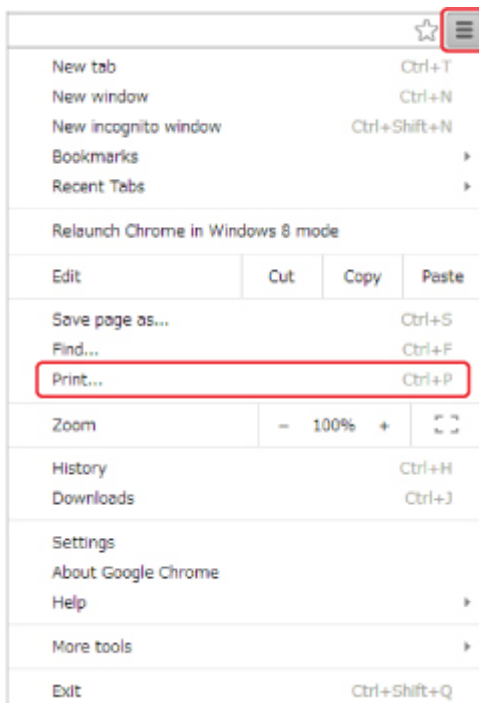 New tab Ctrl+T
New window Ctrl+N
New incognito window Ctrl+Shift+N
Bookmarks
Recent Tabs
Relaunch Chrome in Windows 8 mode
Edit Cut Copy Paste
Save page as... Ctrl+S
Find... Ctrl+F
Print... Ctrl+P
Zoom - 100% +
History Ctrl+H
Downloads Ctrl+J
Settings
About Google Chrome
Help
More tools
Exit Ctrl+Shift+Q